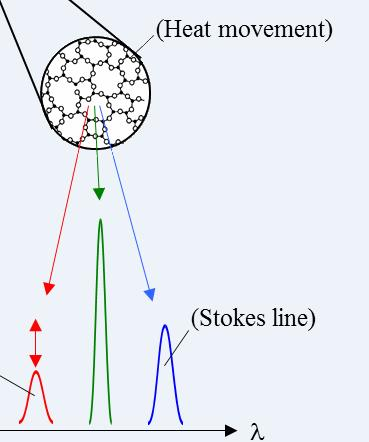 (Heat movement)
(Stokes line)
λ